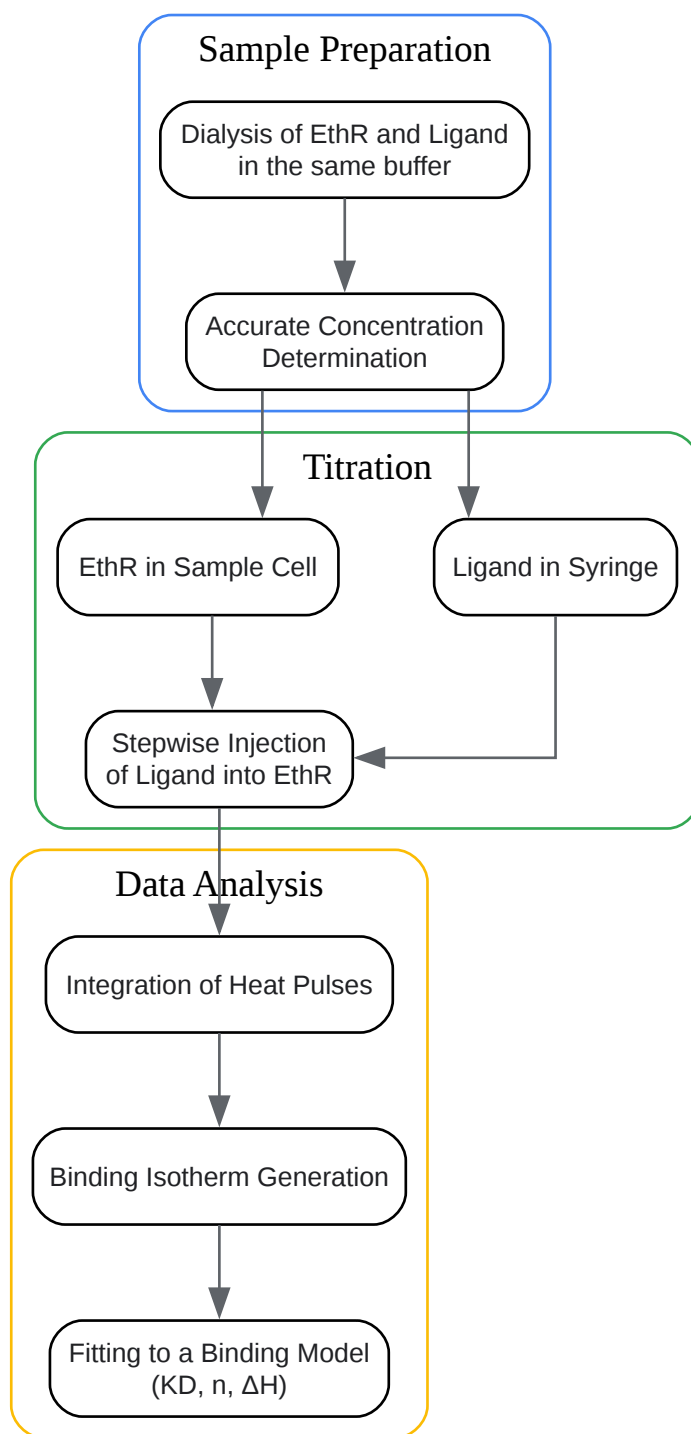 Sample Preparation
Dialysis of EthR and Ligand
in the same buffer
Accurate Concentration
Determination
Titration
EthR in Sample Cell
Ligand in Syringe
Stepwise Injection
of Ligand into EthR
Data Analysis
Integration of Heat Pulses
Binding Isotherm Generation
Fitting to a Binding Model
(KD, n, ΔH)